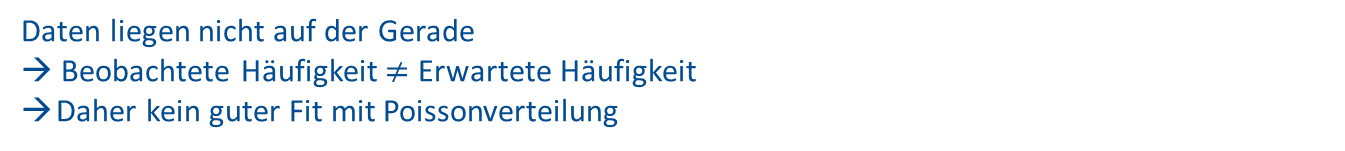 Daten liegen nicht auf der Gerade
→ Beobachtete Häufigkeit ≠ Erwartete Häufigkeit
→ Daher kein guter Fit mit Poissonverteilung